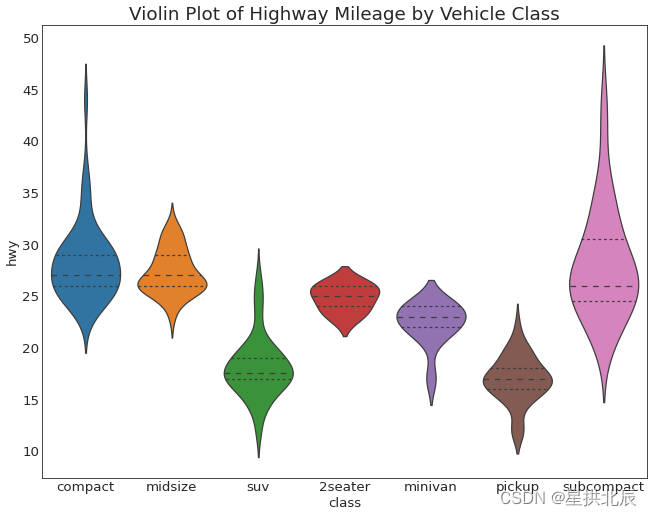 Violin Plot of Highway Mileage by Vehicle Class
50
45
40
35
30
25
20
15
10
hwy
compact midsize suv 2seater minivan pickup subcompact
class
CSDN @星拱北辰